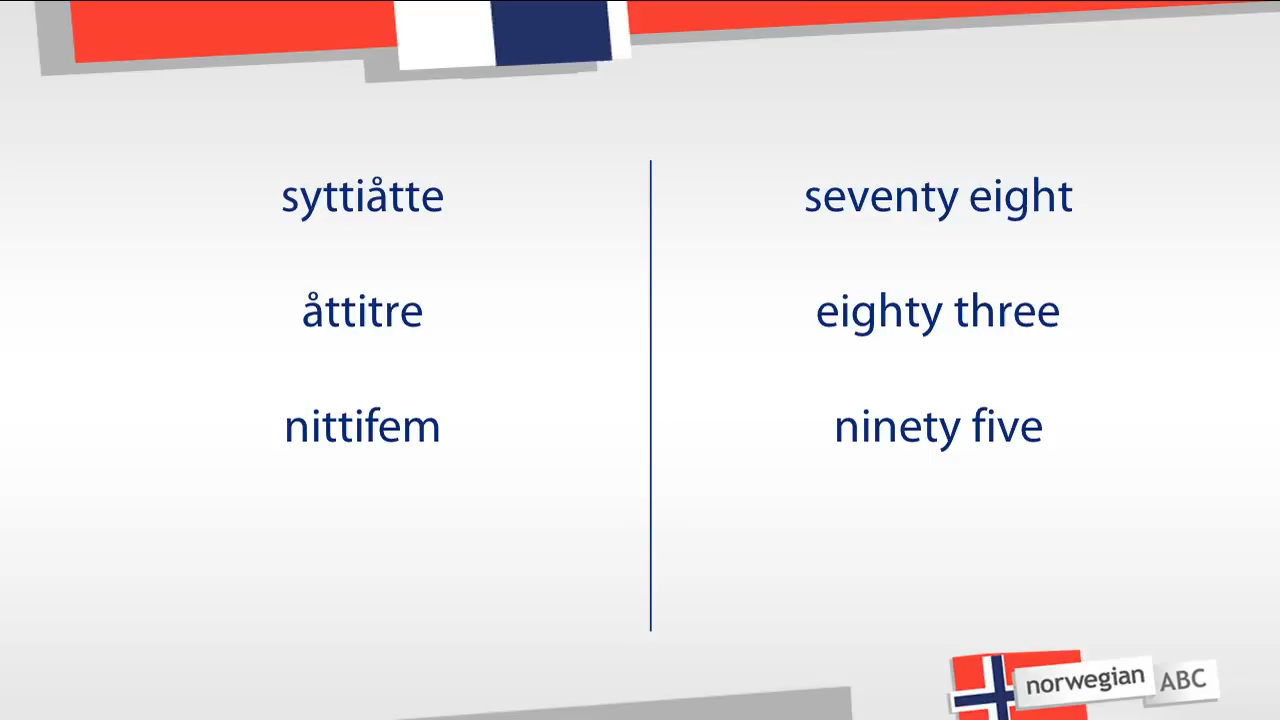 syttiåtte
seventy eight
åttitre
eighty three
nittifem
ninety five
norwegian ABC